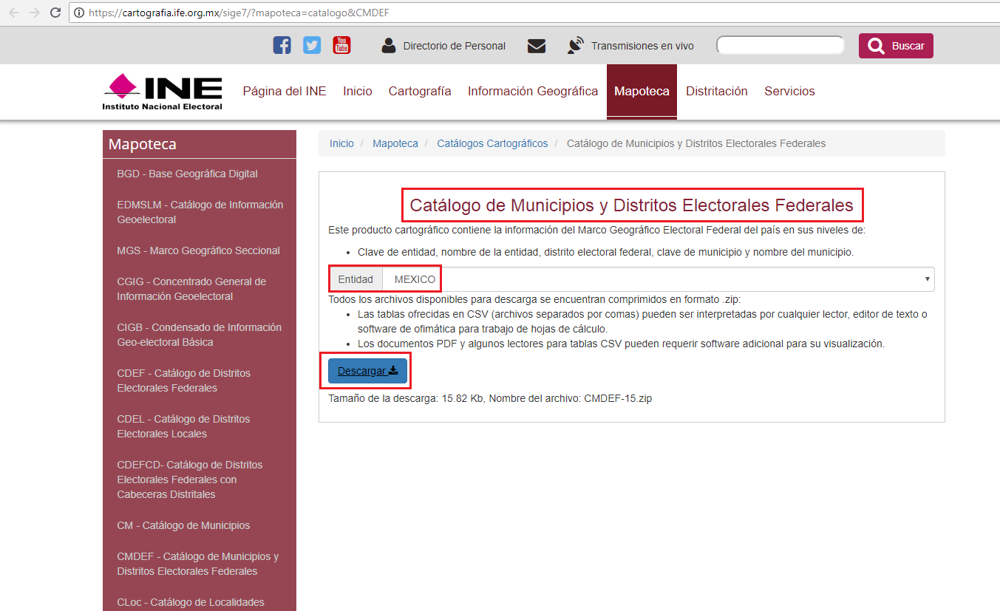 https://cartografia.ife.org.mx/sige7/?mapoteca=catalogo&CMDEF
You Tube
Directorio de Personal
Transmisiones en vivo
Buscar
INE
Instituto Nacional Electoral
Página del INE
Inicio
Cartografía
Información Geográfica
Mapoteca
Distritación
Servicios
Mapoteca
BGD - Base Geográfica Digital
EDMSLM - Catálogo de Información
Geoelectoral
MGS - Marco Geográfico Seccional
CGIG - Concentrado General de
Información Geoelectoral
CIGB - Condensado de Información
Geo-electoral Básica
CDEF - Catálogo de Distritos
Electorales Federales
CDEL - Catálogo de Distritos
Electorales Locales
CDEFCD- Catálogo de Distritos
Electorales Federales con
Cabeceras Distritales
CM - Catálogo de Municipios
CMDEF - Catálogo de Municipios y
Distritos Electorales Federales
CLoc - Catálogo de Localidades
Inicio / Mapoteca / Catálogos Cartográficos / Catálogo de Municipios y Distritos Electorales Federales
Catálogo de Municipios y Distritos Electorales Federales
Este producto cartográfico contiene la información del Marco Geográfico Electoral Federal del país en sus niveles de:
• Clave de entidad, nombre de la entidad, distrito electoral federal, clave de municipio y nombre del municipio.
Entidad MEXICO
Todos los archivos disponibles para descarga se encuentran comprimidos en formato .zip:
• Las tablas ofrecidas en CSV (archivos separados por comas) pueden ser interpretadas por cualquier lector, editor de texto o
software de ofimática para trabajo de hojas de cálculo.
• Los documentos PDF y algunos lectores para tablas CSV pueden requerir software adicional para su visualización.
Descargar
Tamaño de la descarga: 15.82 Kb, Nombre del archivo: CMDEF-15.zip